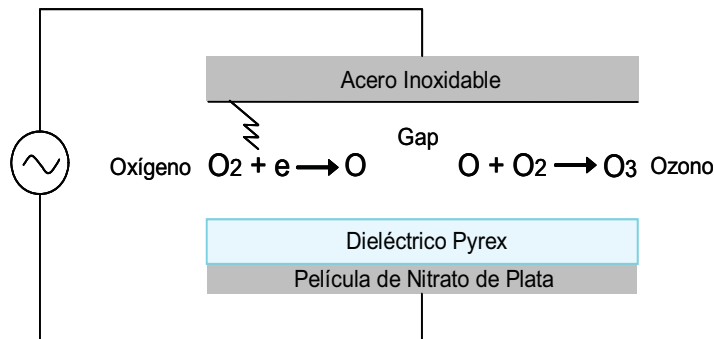 Acero Inoxidable
Gap
Oxígeno O2 + e → O O + O2 → O3 Ozono
Dieléctrico Pyrex
Película de Nitrato de Plata